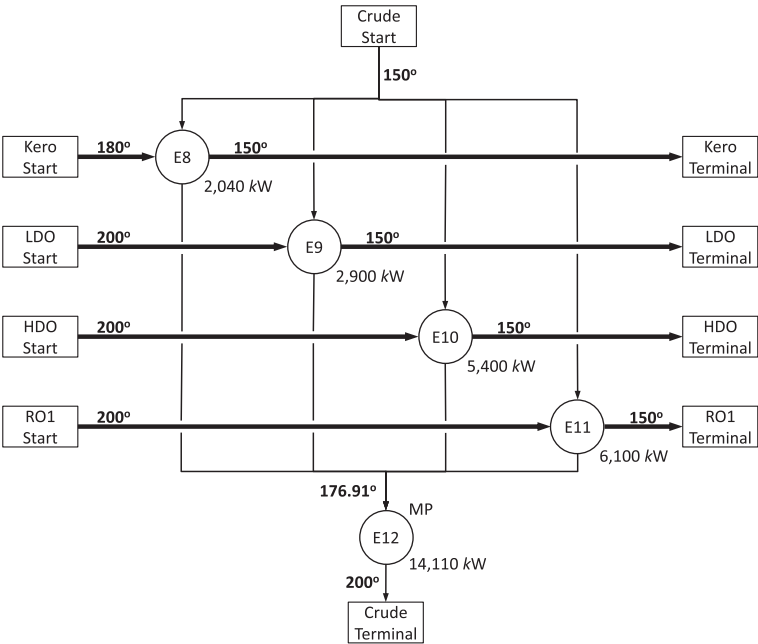 Crude
Start
150°
Kero
Start
180°
E8
150°
2,040 kW
Kero
Terminal
LDO
Start
200°
E9
150°
2,900 kW
LDO
Terminal
HDO
Start
200°
E10
150°
5,400 kW
HDO
Terminal
RO1
Start
200°
E11
150°
6,100 kW
RO1
Terminal
176.91°
MP
E12
14,110 kW
200°
Crude
Terminal